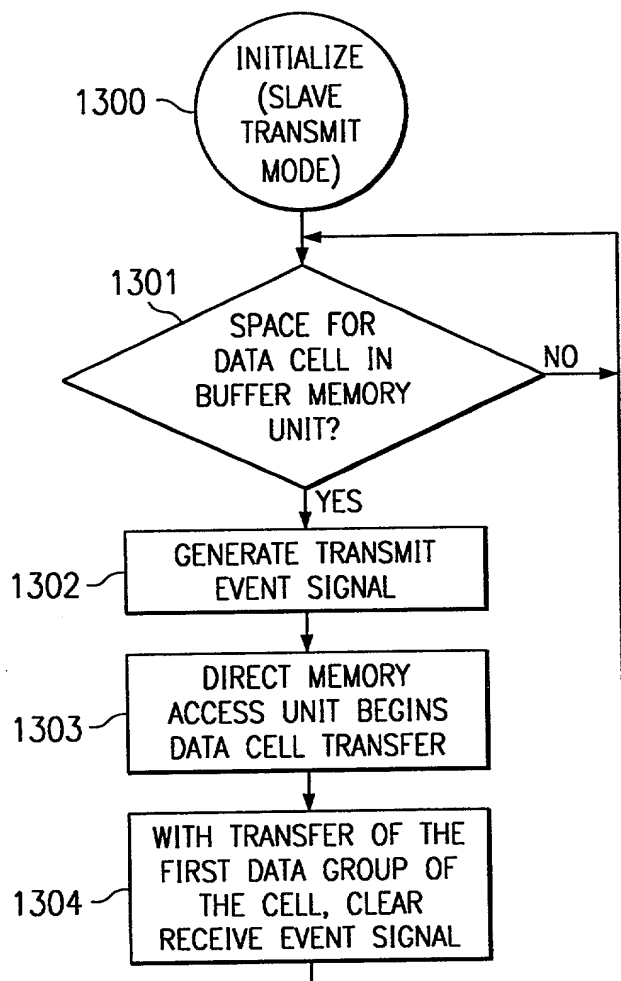 INITIALIZE
(SLAVE
TRANSMIT
MODE)
1300
1301
SPACE FOR
DATA CELL IN
BUFFER MEMORY
UNIT?
NO
YES
GENERATE TRANSMIT
EVENT SIGNAL
1302
DIRECT MEMORY
ACCESS UNIT BEGINS
DATA CELL TRANSFER
1303
WITH TRANSFER OF THE
FIRST DATA GROUP OF
THE CELL, CLEAR
RECEIVE EVENT SIGNAL
1304